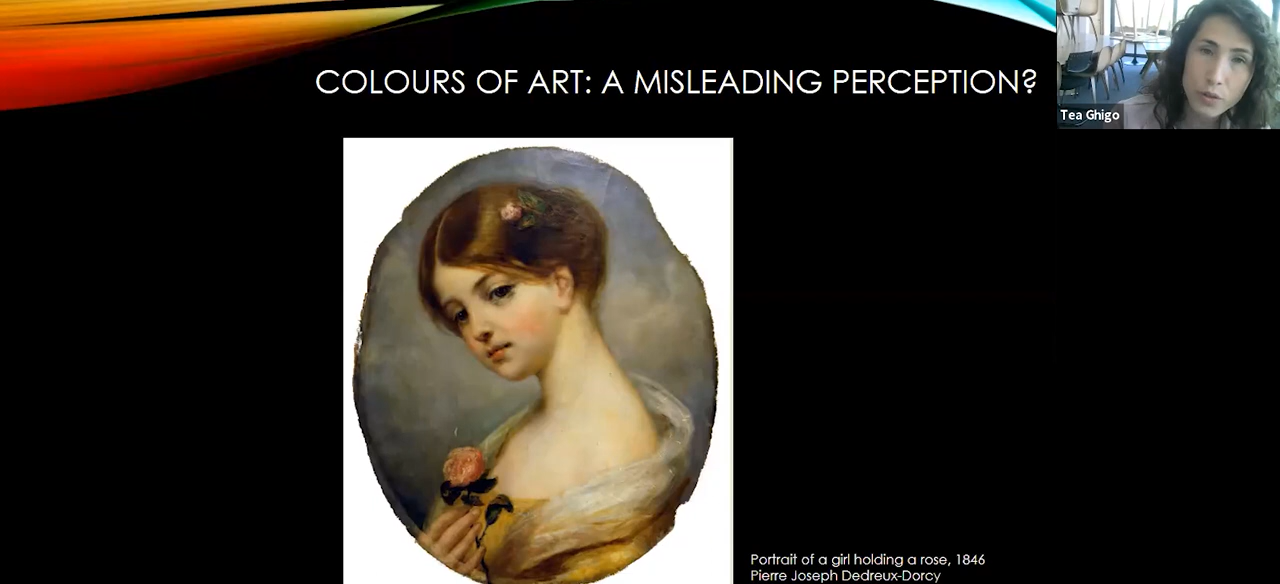 COLOURS OF ART: A MISLEADING PERCEPTION?
Tea Ghigo
Portrait of a girl holding a rose, 1846
Pierre Joseph Dedreux-Dorcy